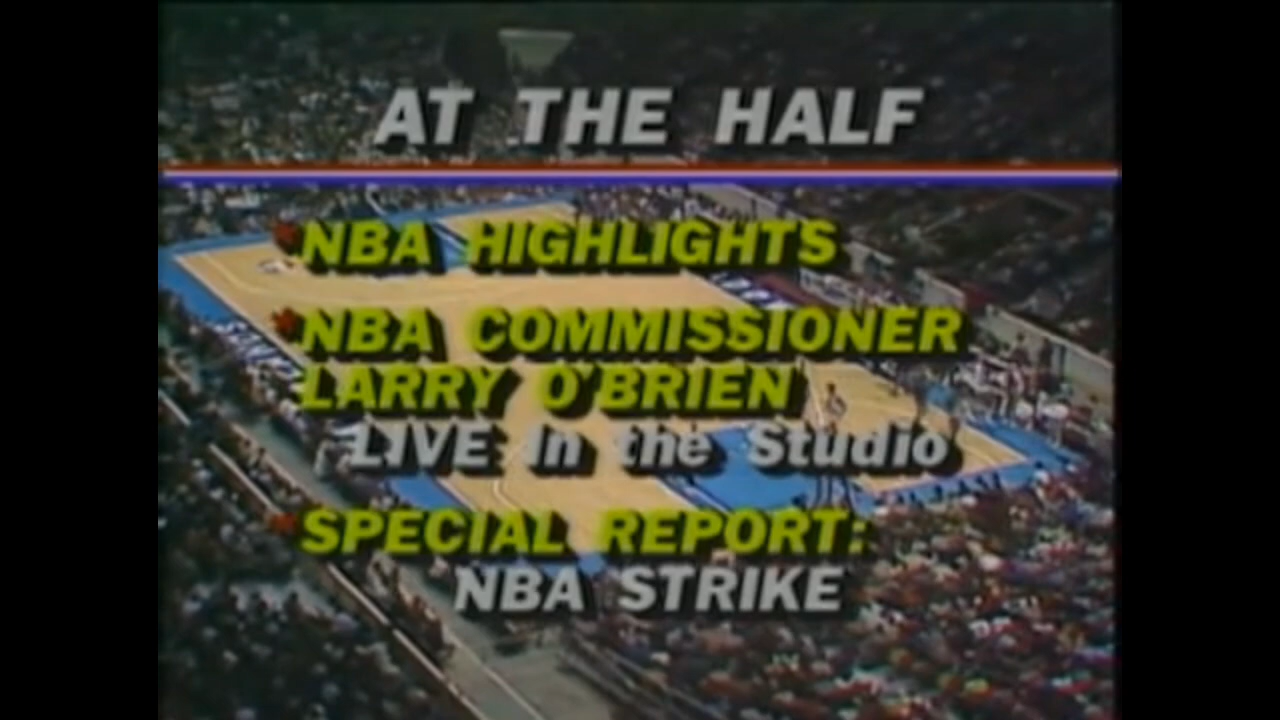 AT THE HALF
*NBA HIGHLIGHTS
*NBA COMMISSIONER
LARRY O'BRIEN
LIVE in the Studio
*SPECIAL REPORT:
NBA STRIKE